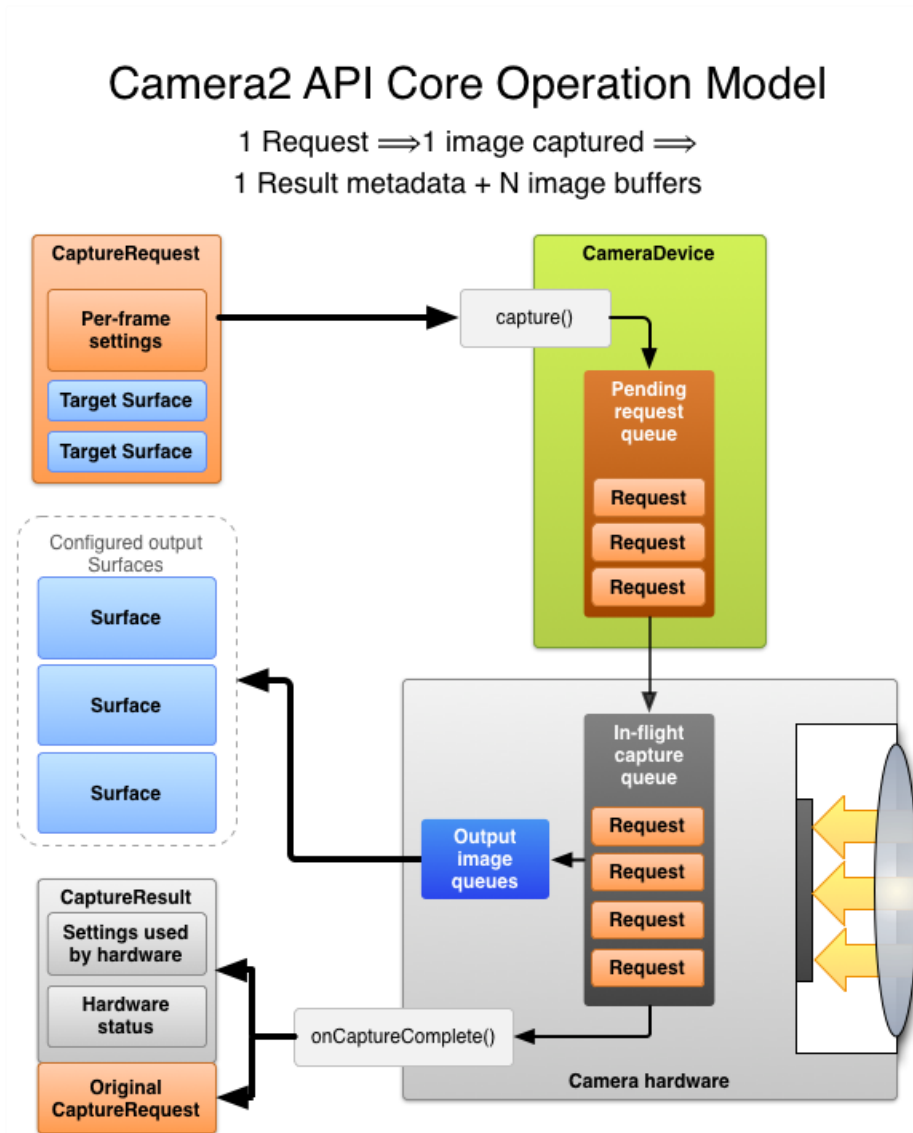 Camera2 API Core Operation Model
1 Request ⟹1 image captured ⟹
1 Result metadata + N image buffers
CaptureRequest
Per-frame
settings
Target Surface
Target Surface
CameraDevice
capture()
Pending
request
queue
Request
Request
Request
Configured output
Surfaces
Surface
Surface
Surface
In-flight
capture
queue
Request
Request
Request
Request
Output
image
queues
CaptureResult
Settings used
by hardware
Hardware
status
Original
CaptureRequest
onCaptureComplete()
Camera hardware